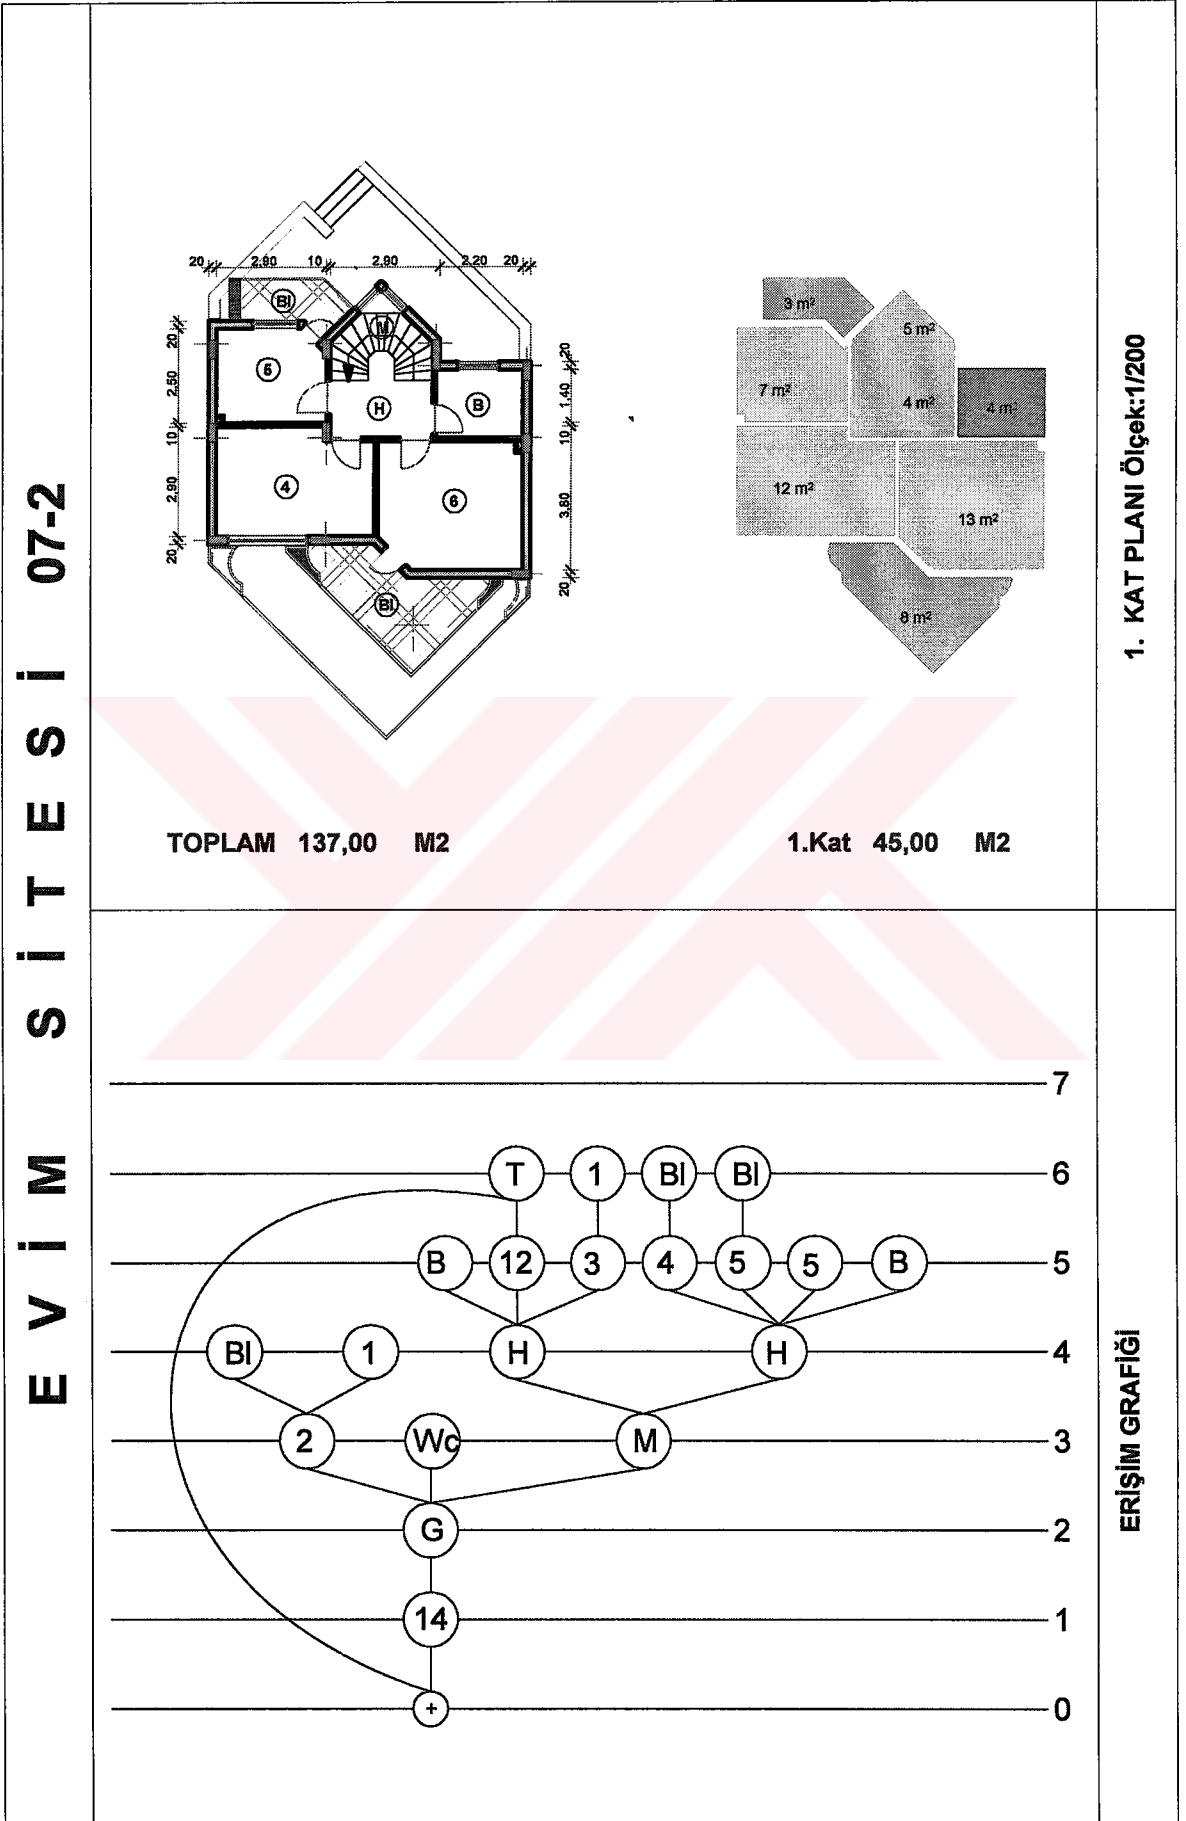 EVİM SİTESİ 07-2
20 2,90 10 2,90 2,20 20
Bl
M
20
20
5
2,50
1,40
H
B
10
10
4
6
2,90
3,80
20
20
Bl
3 m²
5 m²
7 m²
4 m²
4 m²
12 m²
13 m²
8 m²
1. KAT PLANI Ölçek:1/200
TOPLAM 137,00 M2
1.Kat 45,00 M2
7
T 1 Bl Bl 6
B 12 3 4 5 5 B 5
Bl 1 H H 4
2 Wc M 3
G 2
14 1
+ 0
ERİŞİM GRAFİĞİ